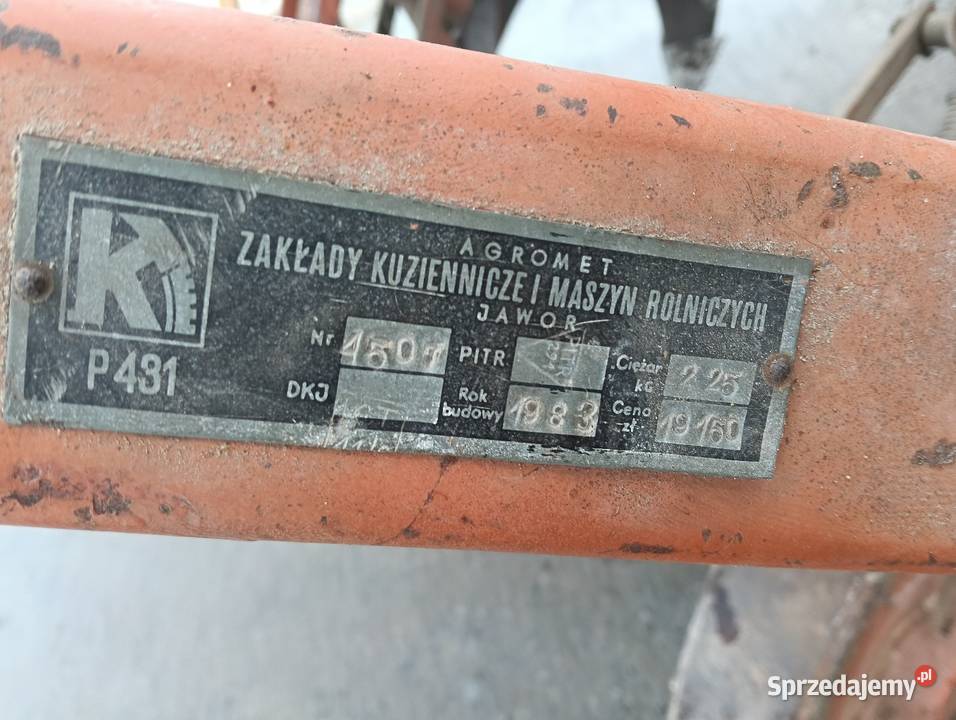 AGROMET
ZAKŁADY KUZIENNICZE I MASZYN ROLNICZYCH
JAWOR
K
P431
Nr 1507 PITR Ciężar kG 225
DKJ Rok budowy 1983 Cena zł 19160
Sprzedajemy.pl